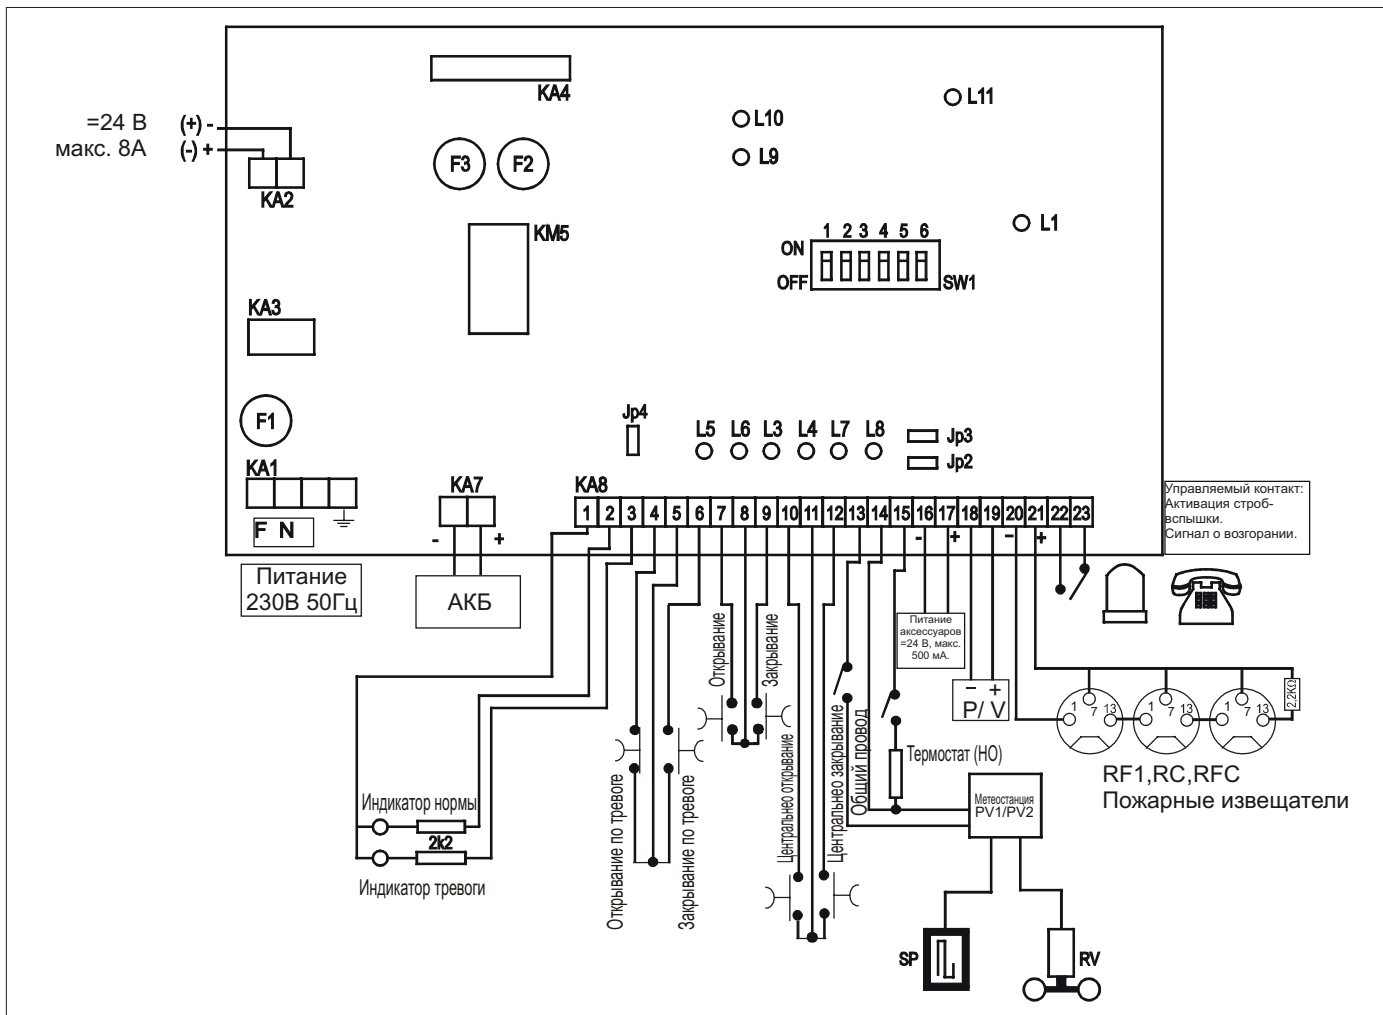 KA4
L11
L10
=24 В (+) -
макс. 8А (-) +
F3
F2
L9
KA2
KM5
L1
1 2 3 4 5 6
ON
OFF
SW1
KA3
F1
Jp4
L5 L6 L3 L4 L7 L8
Jp3
Jp2
KA1
KA7
KA8
1 2 3 4 5 6 7 8 9 10 11 12 13 14 15 16 17 18 19 20 21 22 23
F N
- +
- + - +
Управляемый контакт:
Активация строб-
вспышки.
Сигнал о возгорании.
Питание
230В 50Гц
АКБ
Питание
аксессуаров
=24 В, макс.
500 мА.
- +
P/ V
Открывание
Закрывание
1 7 13
1 7 13
1 7 13
2,2KΩ
RF1,RC,RFC
Пожарные извещатели
Термостат (НО)
Общий провод
Центральнео закрывание
Центральнео открывание
Открывание по тревоге
Закрывание по тревоге
Индикатор нормы
2k2
Индикатор тревоги
Метеостанция
PV1/PV2
SP
RV